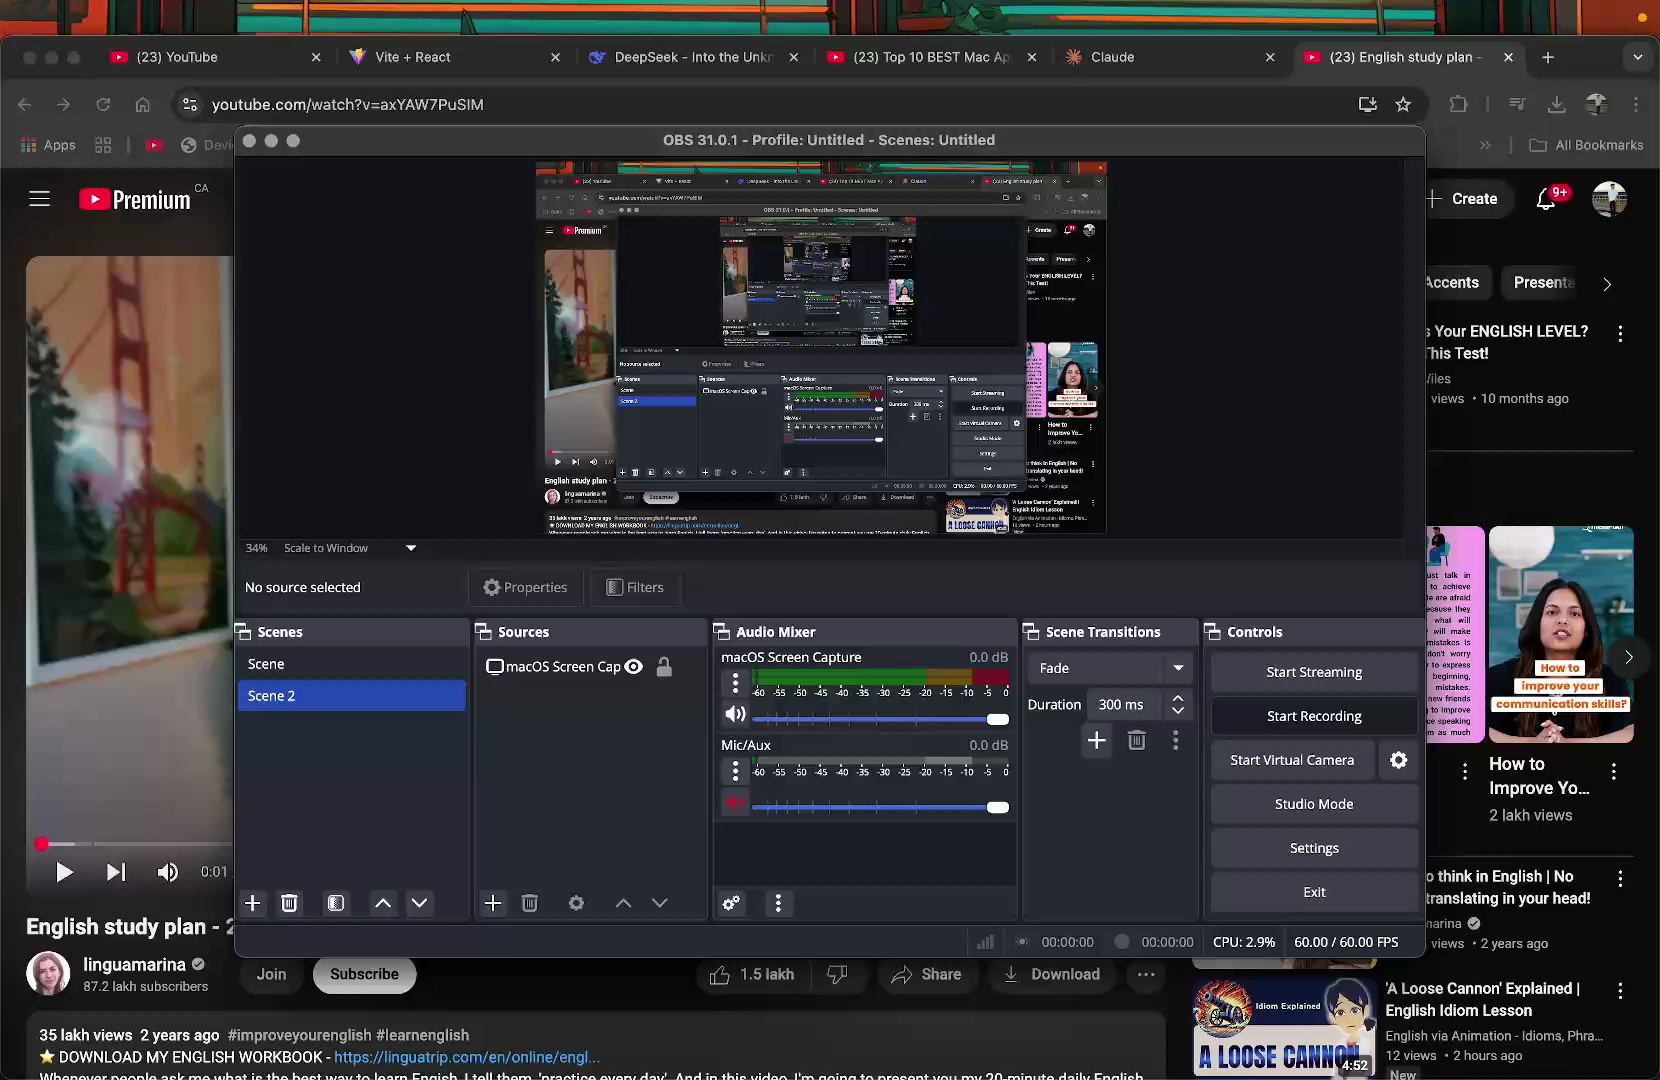 (23) YouTube
Vite + React
DeepSeek - Into the Unkn
(23) Top 10 BEST Mac Ap
Claude
(23) English study plan -
youtube.com/watch?v=axYAW7PuSIM
Apps
All Bookmarks
OBS 31.0.1 - Profile: Untitled - Scenes: Untitled
Premium
CA
Create
9+
Accents
Presenta
s Your ENGLISH LEVEL?
This Test!
views • 10 months ago
34% Scale to Window
No source selected
Properties
Filters
Scenes
Scene
Scene 2
Sources
macOS Screen Cap
Audio Mixer
macOS Screen Capture 0.0 dB
-60 -55 -50 -45 -40 -35 -30 -25 -20 -15 -10 -5 0
Mic/Aux 0.0 dB
-60 -55 -50 -45 -40 -35 -30 -25 -20 -15 -10 -5 0
Scene Transitions
Fade
Duration 300 ms
Controls
Start Streaming
Start Recording
Start Virtual Camera
Studio Mode
Settings
Exit
00:00:00
00:00:00
CPU: 2.9%
60.00 / 60.00 FPS
How to
improve your
communication skills?
How to
Improve Yo...
2 lakh views
o think in English | No
translating in your head!
arina
views • 2 years ago
'A Loose Cannon' Explained |
English Idiom Lesson
English via Animation - Idioms, Phra...
12 views • 2 hours ago
New
Idiom Explained
A LOOSE CANNON
4:52
0:01
English study plan - 2
linguamarina
87.2 lakh subscribers
Join
Subscribe
1.5 lakh
Share
Download
35 lakh views 2 years ago #improveyourenglish #learnenglish
DOWNLOAD MY ENGLISH WORKBOOK - https://linguatrip.com/en/online/engl...
Whenever people ask me what is the best way to learn Engish, I tell them, 'practice every day'. And in this video, I'm going to present you my 20-minute daily English